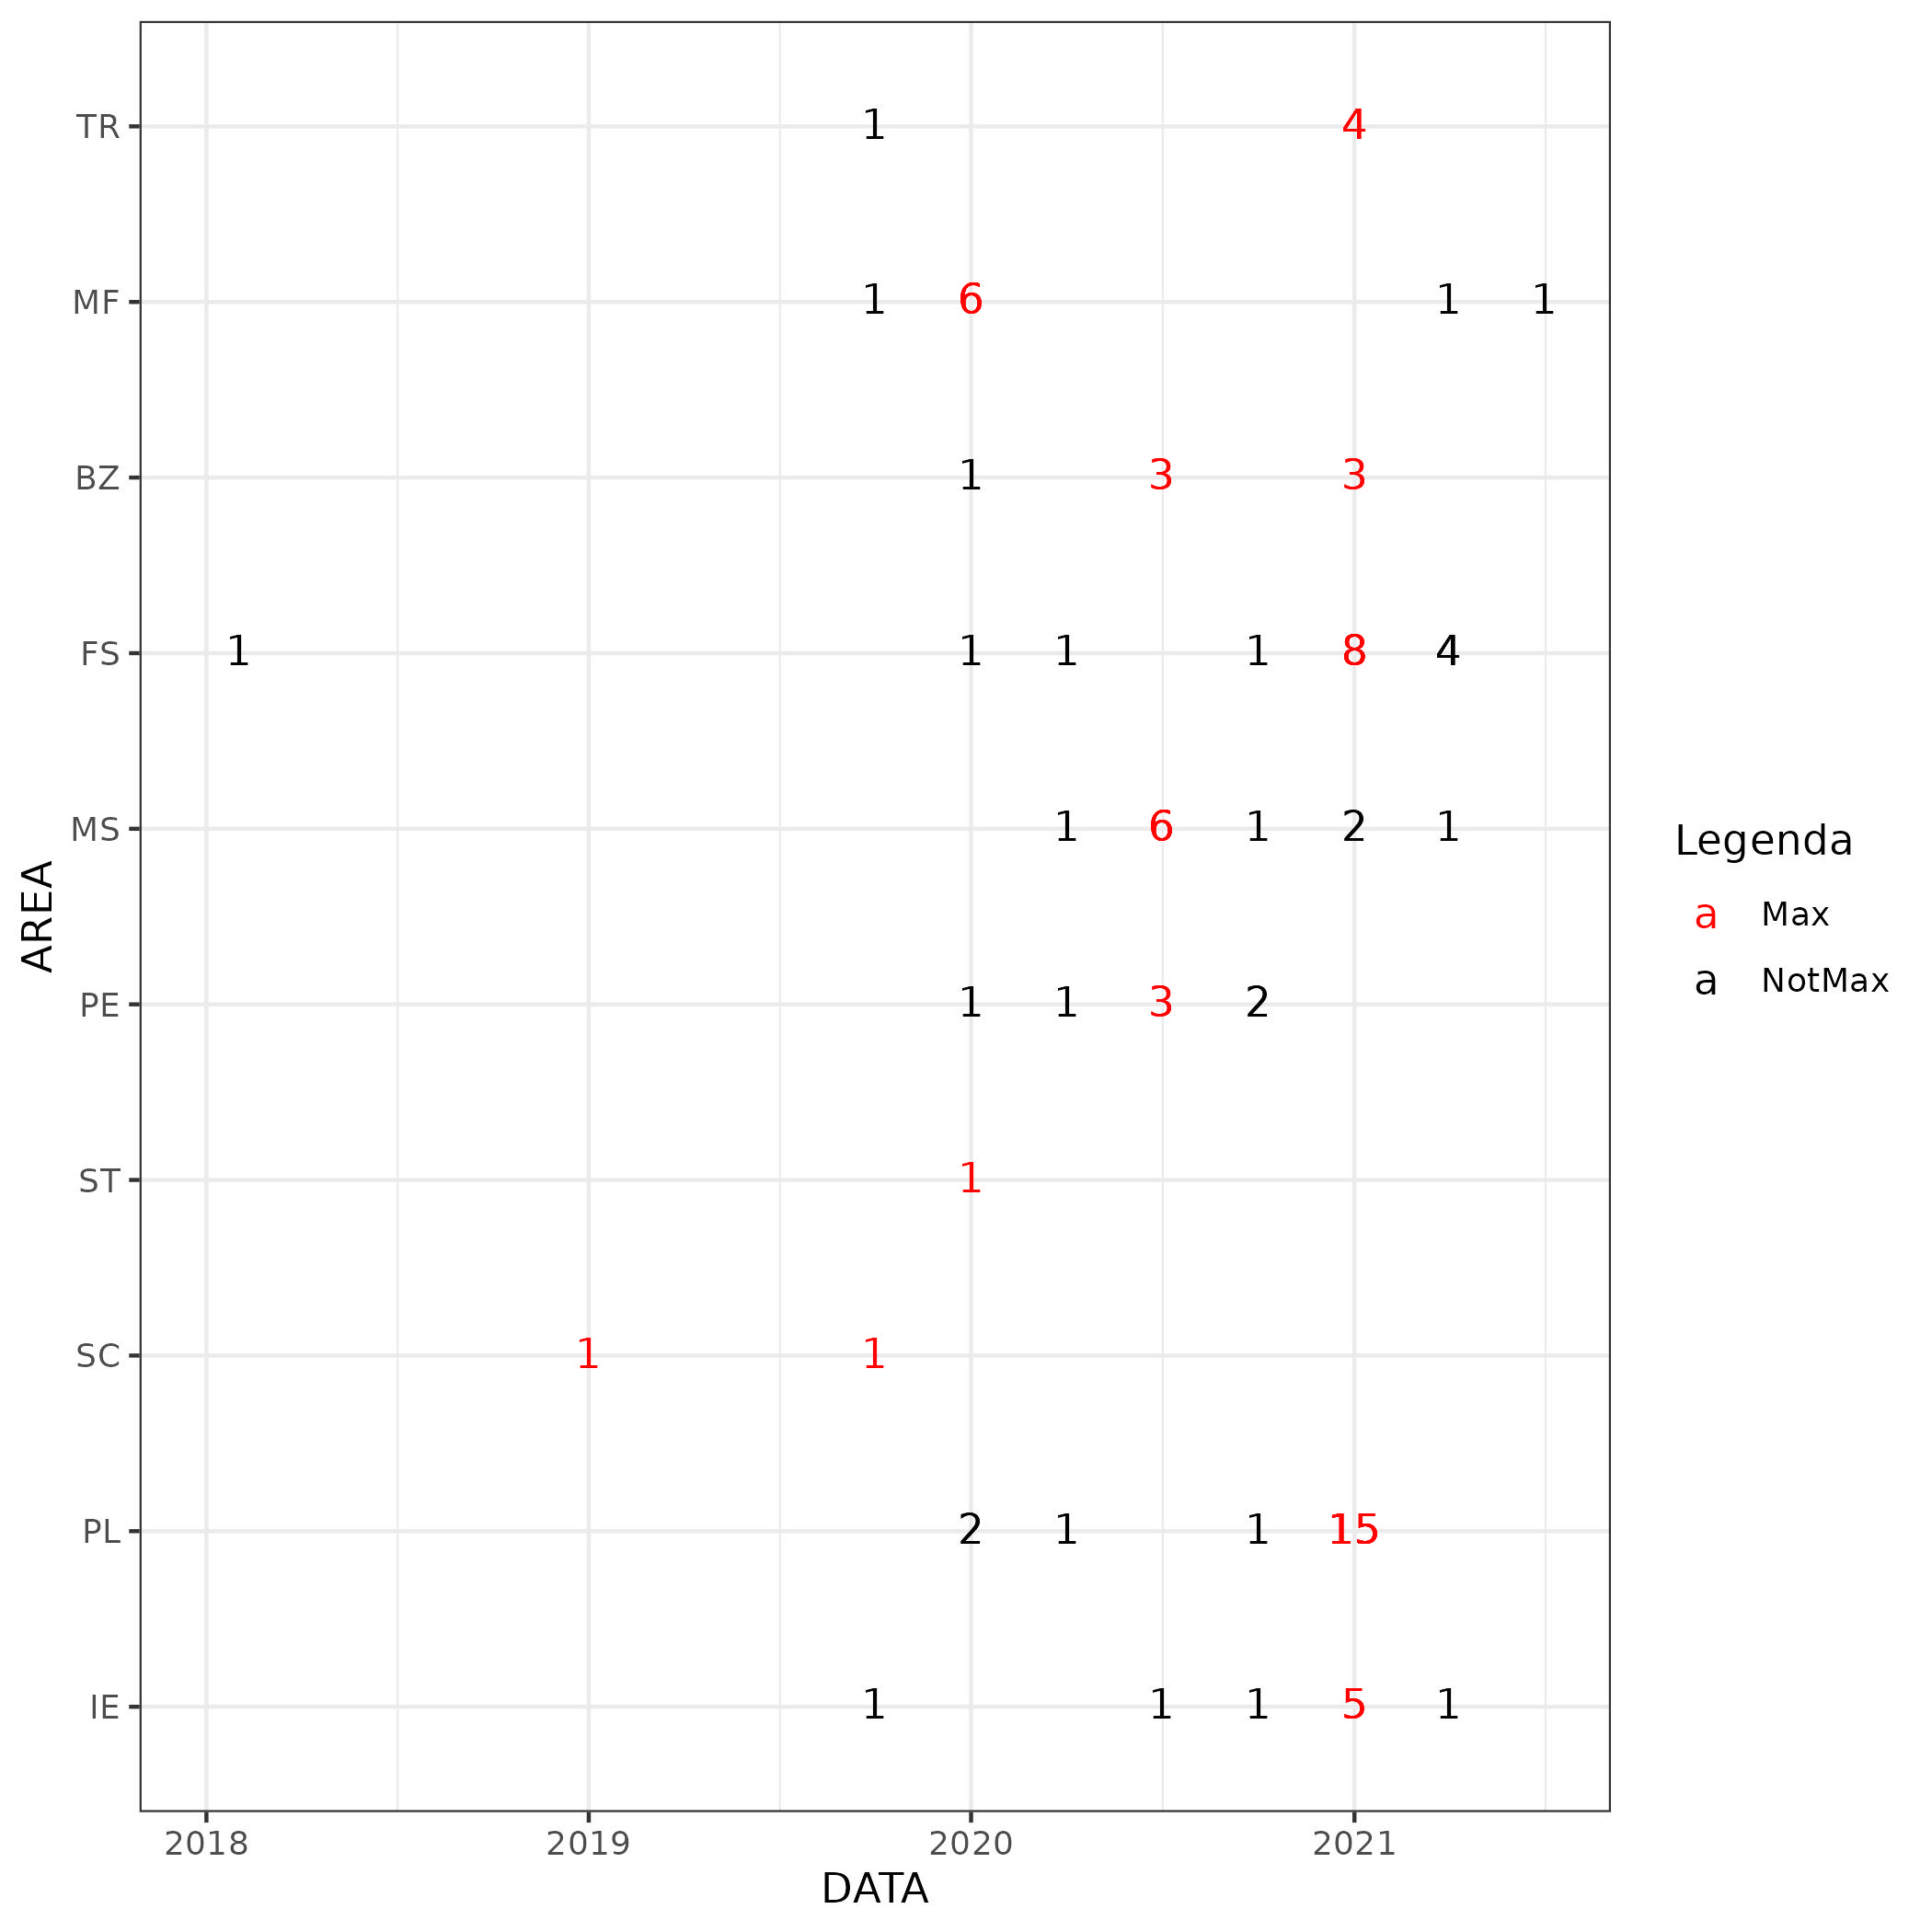 TR 1 4
MF 1 6 1 1
BZ 1 3 3
FS 1 1 1 1 8 4
MS 1 6 1 2 1
PE 1 1 3 2
ST 1
SC 1 1
PL 2 1 1 15
IE 1 1 1 5 1
2018 2019 2020 2021
DATA
AREA
Legenda
a Max
a NotMax